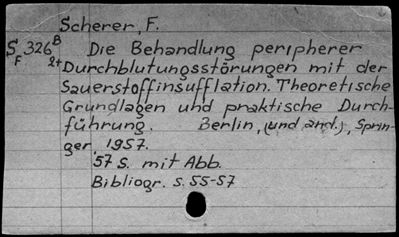 Scherer, F.
S 326 B
F 2+
Die Behandlung peripherer
Durchblutungsstörungen mit der
Sauerstoffinsufflation. Theoretische
Grundlagen und praktische Durch-
führung. Berlin, (und and.), Sprin-
ger, 1957.
57 S. mit Abb.
Bibliogr. S. 55-57